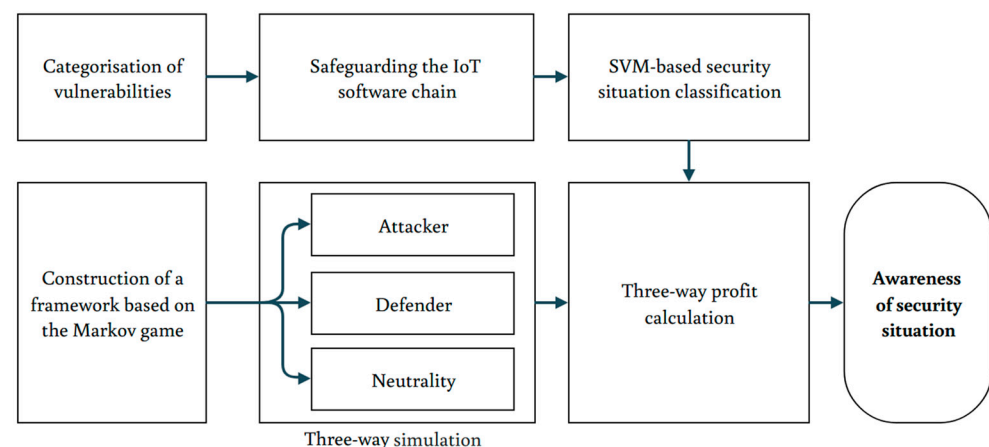 Categorisation of
vulnerabilities
Safeguarding the IoT
software chain
SVM-based security
situation classification
Construction of a
framework based on
the Markov game
Attacker
Defender
Neutrality
Three-way simulation
Three-way profit
calculation
Awareness
of security
situation